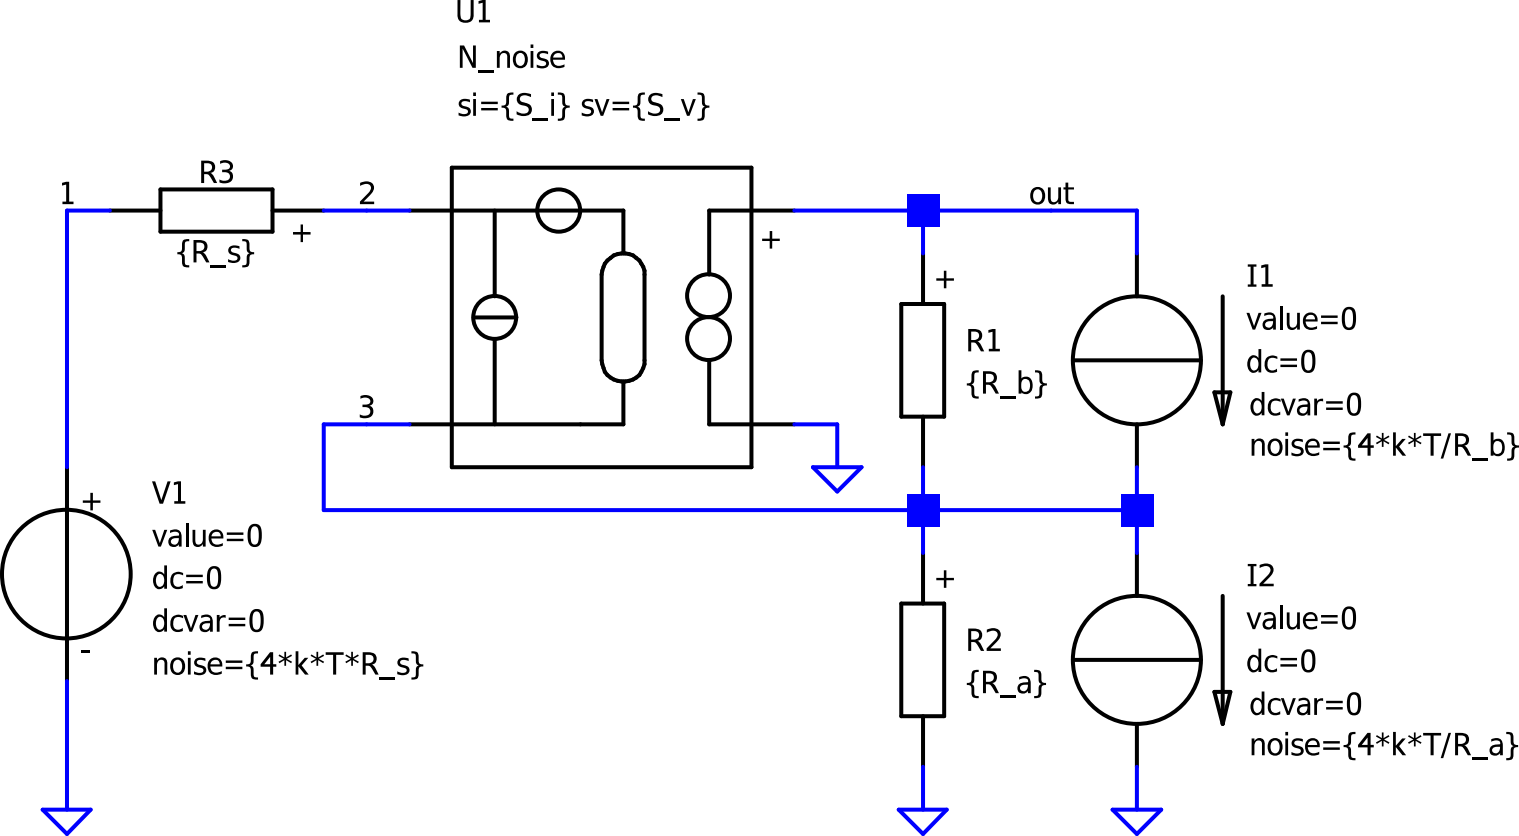 U1
N_noise
si={S_i} sv={S_v}
R3
1
2
out
+
+
{R_s}
+
+
I1
value=0
R1
dc=0
{R_b}
3
dcvar=0
noise={4*k*T/R_b}
V1
+
value=0
dc=0
+
I2
dcvar=0
value=0
-
R2
noise={4*k*T*R_s}
dc=0
{R_a}
dcvar=0
noise={4*k*T/R_a}